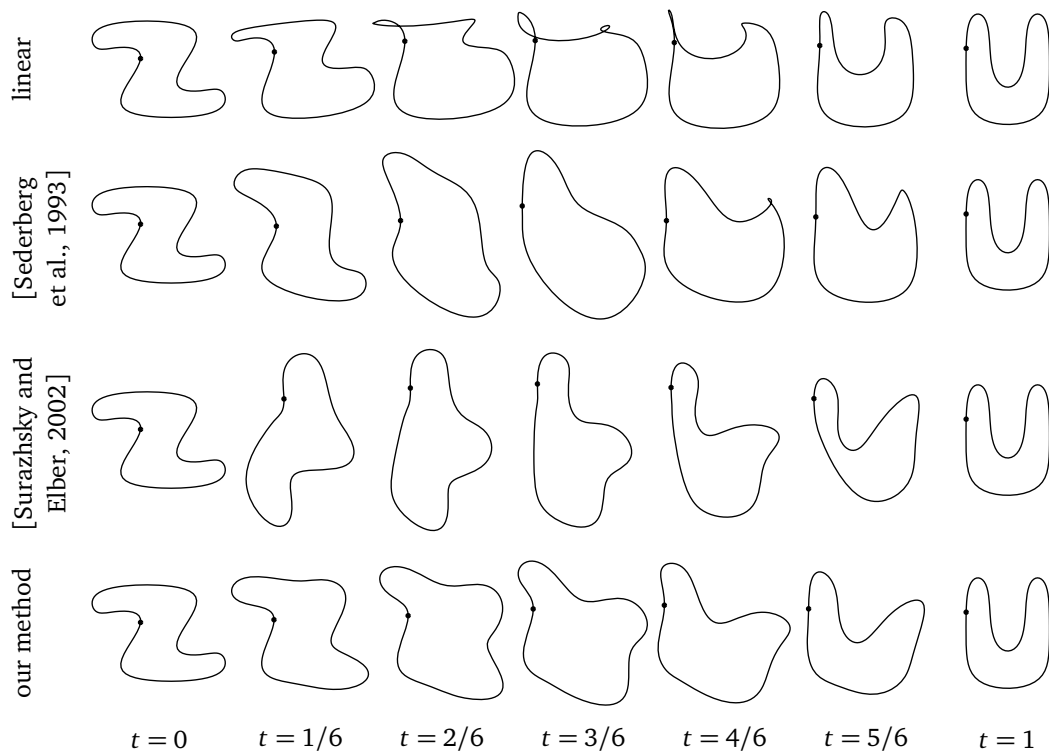 linear
[Sederberg
et al., 1993]
[Surazhsky and
Elber, 2002]
our method
t = 0 t = 1/6 t = 2/6 t = 3/6 t = 4/6 t = 5/6 t = 1